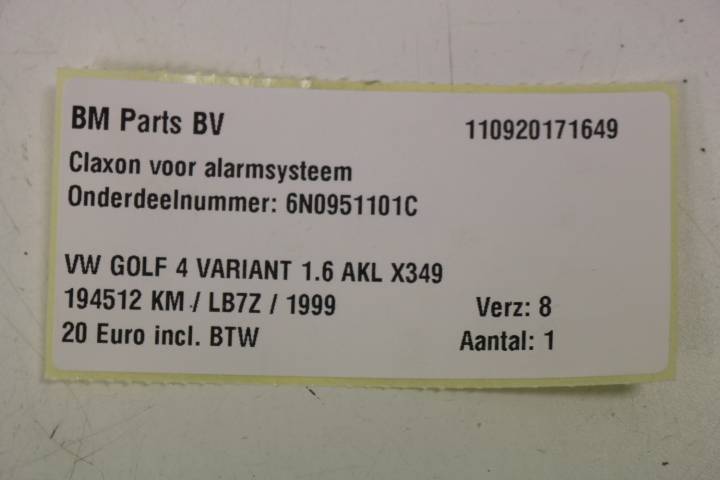 BM Parts BV 110920171649
Claxon voor alarmsysteem
Onderdeelnummer: 6N0951101C
VW GOLF 4 VARIANT 1.6 AKL X349
194512 KM / LB7Z / 1999 Verz: 8
20 Euro incl. BTW Aantal: 1